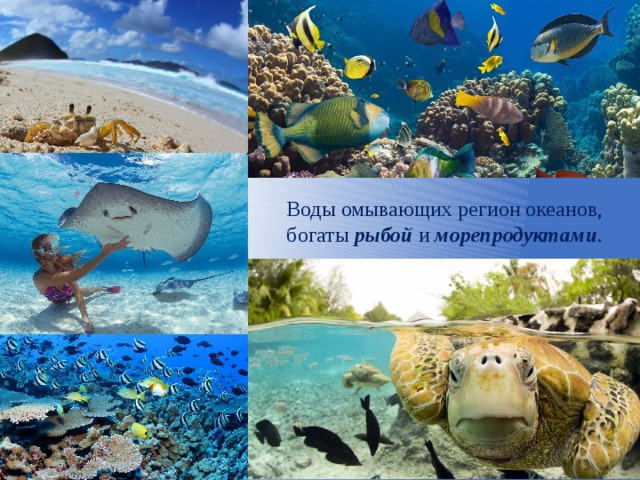 Воды омывающих регион океанов,
богаты рыбой и морепродуктами.